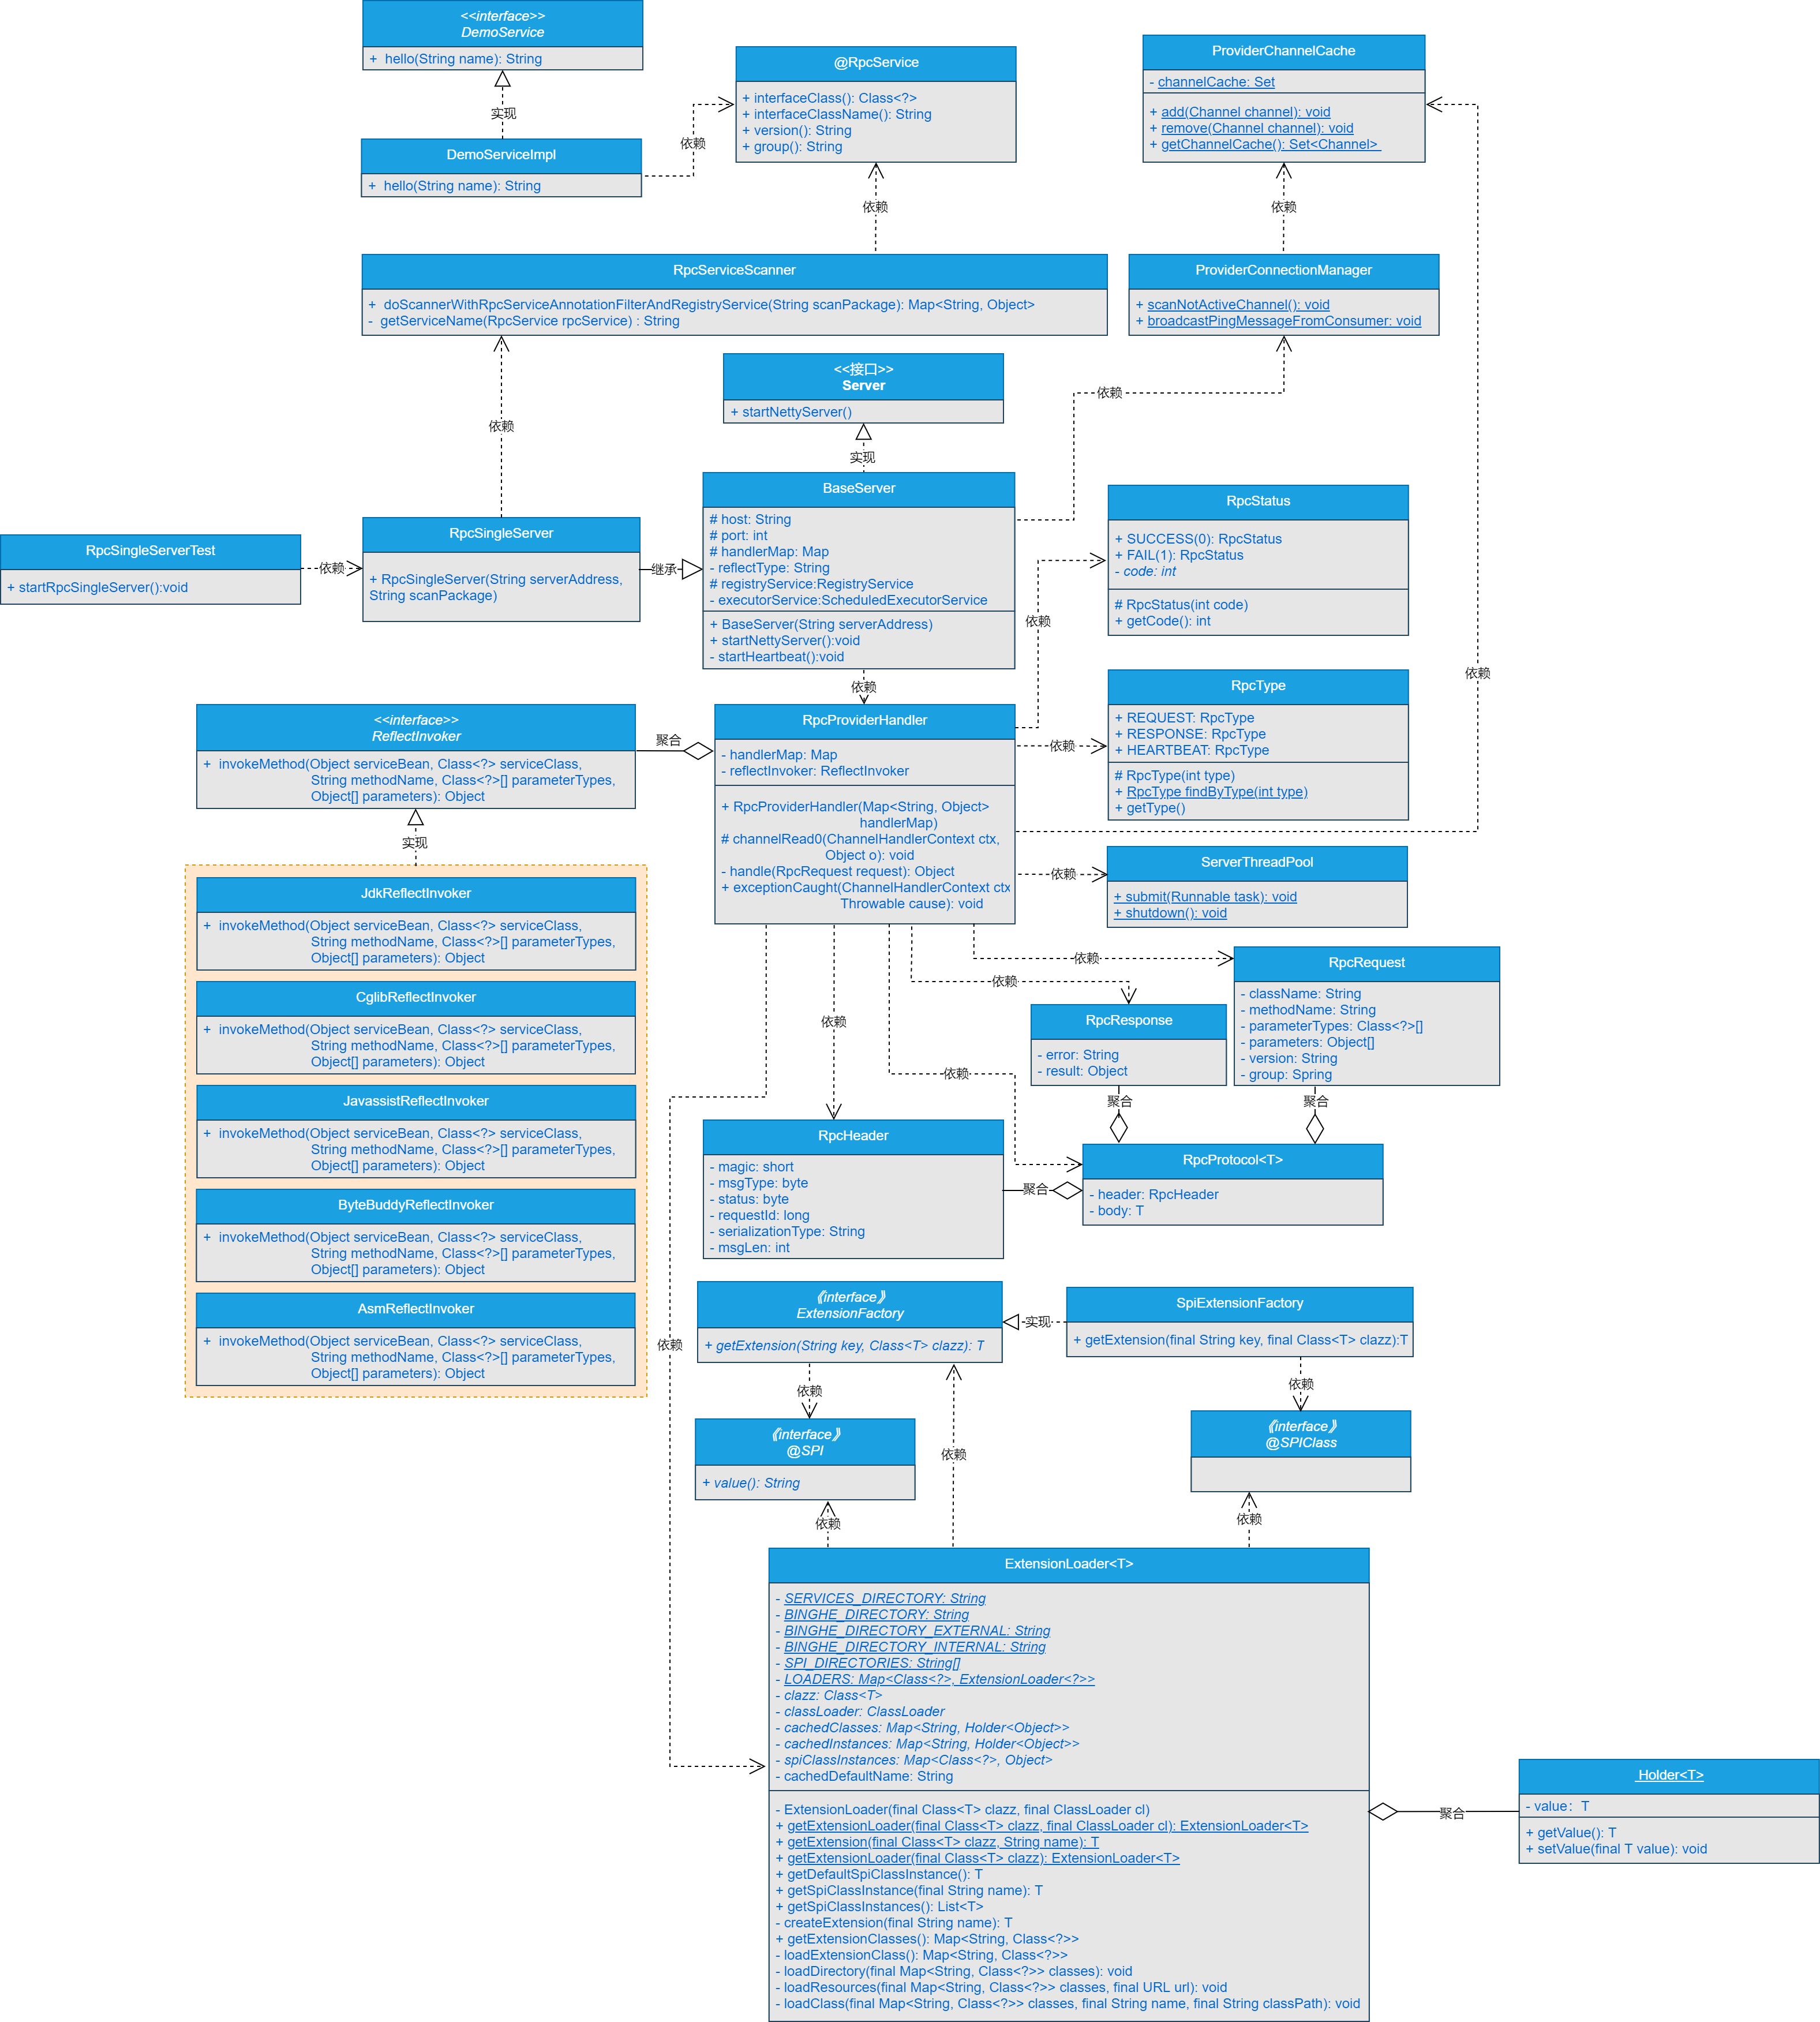 <<interface>>
DemoService
+ hello(String name): String
实现
DemoServiceImpl
+ hello(String name): String
依赖
@RpcService
+ interfaceClass(): Class<?>
+ interfaceClassName(): String
+ version(): String
+ group(): String
依赖
ProviderChannelCache
- channelCache: Set
+ add(Channel channel): void
+ remove(Channel channel): void
+ getChannelCache(): Set<Channel>
依赖
RpcServiceScanner
+ doScannerWithRpcServiceAnnotationFilterAndRegistryService(String scanPackage): Map<String, Object>
- getServiceName(RpcService rpcService) : String
ProviderConnectionManager
+ scanNotActiveChannel(): void
+ broadcastPingMessageFromConsumer: void
依赖
<<接口>>
Server
+ startNettyServer()
依赖
实现
RpcSingleServerTest
+ startRpcSingleServer():void
依赖
RpcSingleServer
+ RpcSingleServer(String serverAddress,
String scanPackage)
继承
BaseServer
# host: String
# port: int
# handlerMap: Map
- reflectType: String
# registryService:RegistryService
- executorService:ScheduledExecutorService
+ BaseServer(String serverAddress)
+ startNettyServer():void
- startHeartbeat():void
依赖
RpcStatus
+ SUCCESS(0): RpcStatus
+ FAIL(1): RpcStatus
- code: int
# RpcStatus(int code)
+ getCode(): int
依赖
依赖
RpcType
+ REQUEST: RpcType
+ RESPONSE: RpcType
+ HEARTBEAT: RpcType
# RpcType(int type)
+ RpcType findByType(int type)
+ getType()
依赖
<<interface>>
ReflectInvoker
+ invokeMethod(Object serviceBean, Class<?> serviceClass,
String methodName, Class<?>[] parameterTypes,
Object[] parameters): Object
聚合
RpcProviderHandler
- handlerMap: Map
- reflectInvoker: ReflectInvoker
+ RpcProviderHandler(Map<String, Object>
handlerMap)
# channelRead0(ChannelHandlerContext ctx,
Object o): void
- handle(RpcRequest request): Object
+ exceptionCaught(ChannelHandlerContext ctx
Throwable cause): void
依赖
ServerThreadPool
+ submit(Runnable task): void
+ shutdown(): void
实现
JdkReflectInvoker
+ invokeMethod(Object serviceBean, Class<?> serviceClass,
String methodName, Class<?>[] parameterTypes,
Object[] parameters): Object
CglibReflectInvoker
+ invokeMethod(Object serviceBean, Class<?> serviceClass,
String methodName, Class<?>[] parameterTypes,
Object[] parameters): Object
JavassistReflectInvoker
+ invokeMethod(Object serviceBean, Class<?> serviceClass,
String methodName, Class<?>[] parameterTypes,
Object[] parameters): Object
ByteBuddyReflectInvoker
+ invokeMethod(Object serviceBean, Class<?> serviceClass,
String methodName, Class<?>[] parameterTypes,
Object[] parameters): Object
AsmReflectInvoker
+ invokeMethod(Object serviceBean, Class<?> serviceClass,
String methodName, Class<?>[] parameterTypes,
Object[] parameters): Object
依赖
RpcRequest
- className: String
- methodName: String
- parameterTypes: Class<?>[]
- parameters: Object[]
- version: String
- group: Spring
依赖
RpcResponse
- error: String
- result: Object
依赖
依赖
聚合
聚合
RpcHeader
- magic: short
- msgType: byte
- status: byte
- requestId: long
- serializationType: String
- msgLen: int
聚合
RpcProtocol<T>
- header: RpcHeader
- body: T
依赖
《interface》
ExtensionFactory
+ getExtension(String key, Class<T> clazz): T
实现
SpiExtensionFactory
+ getExtension(final String key, final Class<T> clazz):T
依赖
依赖
《interface》
@SPI
+ value(): String
依赖
《interface》
@SPIClass
依赖
依赖
ExtensionLoader<T>
- SERVICES_DIRECTORY: String
- BINGHE_DIRECTORY: String
- BINGHE_DIRECTORY_EXTERNAL: String
- BINGHE_DIRECTORY_INTERNAL: String
- SPI_DIRECTORIES: String[]
- LOADERS: Map<Class<?>, ExtensionLoader<?>>
- clazz: Class<T>
- classLoader: ClassLoader
- cachedClasses: Map<String, Holder<Object>>
- cachedInstances: Map<String, Holder<Object>>
- spiClassInstances: Map<Class<?>, Object>
- cachedDefaultName: String
- ExtensionLoader(final Class<T> clazz, final ClassLoader cl)
+ getExtensionLoader(final Class<T> clazz, final ClassLoader cl): ExtensionLoader<T>
+ getExtension(final Class<T> clazz, String name): T
+ getExtensionLoader(final Class<T> clazz): ExtensionLoader<T>
+ getDefaultSpiClassInstance(): T
+ getSpiClassInstance(final String name): T
+ getSpiClassInstances(): List<T>
- createExtension(final String name): T
+ getExtensionClasses(): Map<String, Class<?>>
- loadExtensionClass(): Map<String, Class<?>>
- loadDirectory(final Map<String, Class<?>> classes): void
- loadResources(final Map<String, Class<?>> classes, final URL url): void
- loadClass(final Map<String, Class<?>> classes, final String name, final String classPath): void
聚合
Holder<T>
- value：T
+ getValue(): T
+ setValue(final T value): void